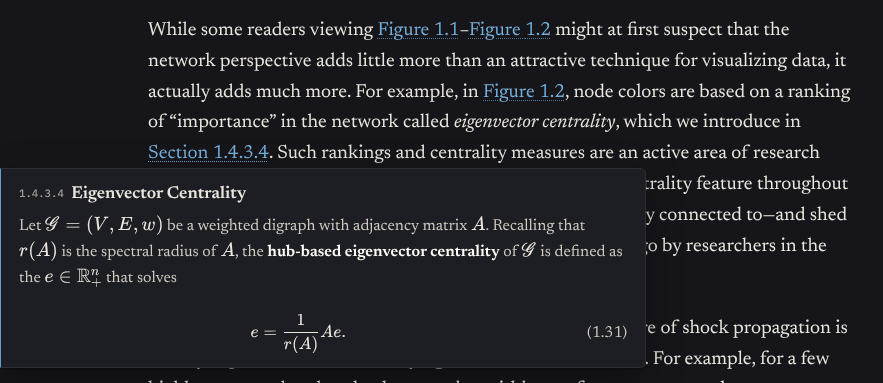 While some readers viewing Figure 1.1–Figure 1.2 might at first suspect that the
network perspective adds little more than an attractive technique for visualizing data, it
actually adds much more. For example, in Figure 1.2, node colors are based on a ranking
of “importance” in the network called eigenvector centrality, which we introduce in
Section 1.4.3.4. Such rankings and centrality measures are an active area of research
feature throughout
1.4.3.4 Eigenvector Centrality
y connected to—and shed
Let 𝒢 = (V, E, w) be a weighted digraph with adjacency matrix A. Recalling that
by researchers in the
r(A) is the spectral radius of A, the hub-based eigenvector centrality of 𝒢 is defined as
the e ∈ ℝⁿ₊ that solves
e = 1/r(A) Ae. (1.31)
of shock propagation is
. For example, for a few